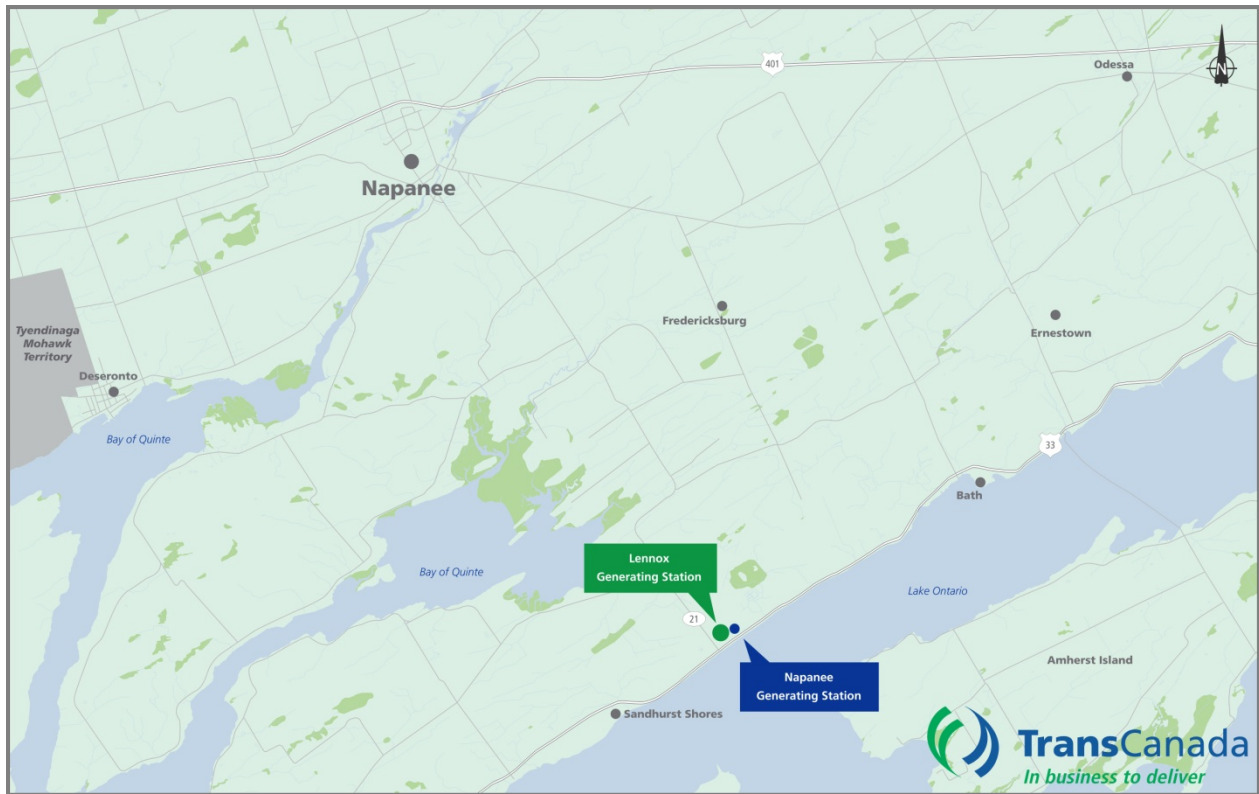 401
Odessa
N
Napanee
Fredericksburg
Ernestown
Tyendinaga
Mohawk
Territory
Deseronto
Bay of Quinte
33
Bath
Lennox
Generating Station
Bay of Quinte
Lake Ontario
21
Amherst Island
Napanee
Generating Station
Sandhurst Shores
TransCanada
In business to deliver